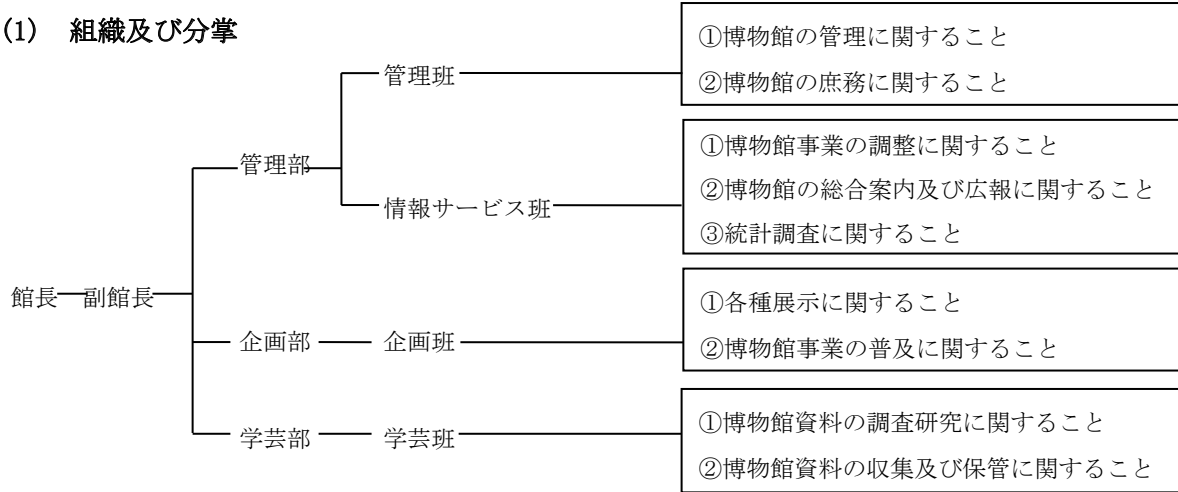 (1) 組織及び分掌
①博物館の管理に関すること
管理班
②博物館の庶務に関すること
①博物館事業の調整に関すること
管理部
②博物館の総合案内及び広報に関すること
情報サービス班
③統計調査に関すること
館長 副館長
①各種展示に関すること
企画部 企画班
②博物館事業の普及に関すること
①博物館資料の調査研究に関すること
学芸部 学芸班
②博物館資料の収集及び保管に関すること